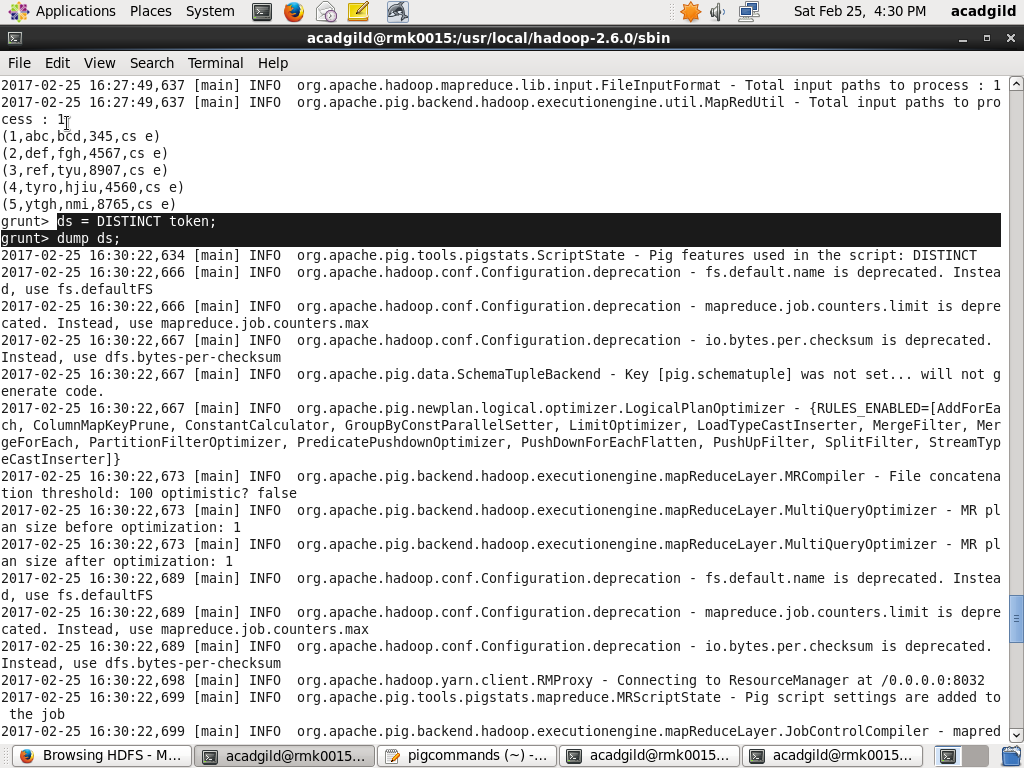 Applications Places System Sat Feb 25, 4:30 PM acadgild
acadgild@rmk0015:/usr/local/hadoop-2.6.0/sbin
File Edit View Search Terminal Help
2017-02-25 16:27:49,637 [main] INFO  org.apache.hadoop.mapreduce.lib.input.FileInputFormat - Total input paths to process : 1
2017-02-25 16:27:49,637 [main] INFO  org.apache.pig.backend.hadoop.executionengine.util.MapRedUtil - Total input paths to pro
cess : 1
(1,abc,bcd,345,cs e)
(2,def,fgh,4567,cs e)
(3,ref,tyu,8907,cs e)
(4,tyro,hjiu,4560,cs e)
(5,ytgh,nmi,8765,cs e)
grunt> ds = DISTINCT token;
grunt> dump ds;
2017-02-25 16:30:22,634 [main] INFO  org.apache.pig.tools.pigstats.ScriptState - Pig features used in the script: DISTINCT
2017-02-25 16:30:22,666 [main] INFO  org.apache.hadoop.conf.Configuration.deprecation - fs.default.name is deprecated. Instea
d, use fs.defaultFS
2017-02-25 16:30:22,666 [main] INFO  org.apache.hadoop.conf.Configuration.deprecation - mapreduce.job.counters.limit is depre
cated. Instead, use mapreduce.job.counters.max
2017-02-25 16:30:22,667 [main] INFO  org.apache.hadoop.conf.Configuration.deprecation - io.bytes.per.checksum is deprecated.
Instead, use dfs.bytes-per-checksum
2017-02-25 16:30:22,667 [main] INFO  org.apache.pig.data.SchemaTupleBackend - Key [pig.schematuple] was not set... will not g
enerate code.
2017-02-25 16:30:22,667 [main] INFO  org.apache.pig.newplan.logical.optimizer.LogicalPlanOptimizer - {RULES_ENABLED=[AddForEa
ch, ColumnMapKeyPrune, ConstantCalculator, GroupByConstParallelSetter, LimitOptimizer, LoadTypeCastInserter, MergeFilter, Mer
geForEach, PartitionFilterOptimizer, PredicatePushdownOptimizer, PushDownForEachFlatten, PushUpFilter, SplitFilter, StreamTyp
eCastInserter]}
2017-02-25 16:30:22,673 [main] INFO  org.apache.pig.backend.hadoop.executionengine.mapReduceLayer.MRCompiler - File concatena
tion threshold: 100 optimistic? false
2017-02-25 16:30:22,673 [main] INFO  org.apache.pig.backend.hadoop.executionengine.mapReduceLayer.MultiQueryOptimizer - MR pl
an size before optimization: 1
2017-02-25 16:30:22,673 [main] INFO  org.apache.pig.backend.hadoop.executionengine.mapReduceLayer.MultiQueryOptimizer - MR pl
an size after optimization: 1
2017-02-25 16:30:22,689 [main] INFO  org.apache.hadoop.conf.Configuration.deprecation - fs.default.name is deprecated. Instea
d, use fs.defaultFS
2017-02-25 16:30:22,689 [main] INFO  org.apache.hadoop.conf.Configuration.deprecation - mapreduce.job.counters.limit is depre
cated. Instead, use mapreduce.job.counters.max
2017-02-25 16:30:22,689 [main] INFO  org.apache.hadoop.conf.Configuration.deprecation - io.bytes.per.checksum is deprecated.
Instead, use dfs.bytes-per-checksum
2017-02-25 16:30:22,698 [main] INFO  org.apache.hadoop.yarn.client.RMProxy - Connecting to ResourceManager at /0.0.0.0:8032
2017-02-25 16:30:22,699 [main] INFO  org.apache.pig.tools.pigstats.mapreduce.MRScriptState - Pig script settings are added to
 the job
2017-02-25 16:30:22,699 [main] INFO  org.apache.pig.backend.hadoop.executionengine.mapReduceLayer.JobControlCompiler - mapred
Browsing HDFS - M... acadgild@rmk0015... pigcommands (~) -... acadgild@rmk0015... acadgild@rmk0015...